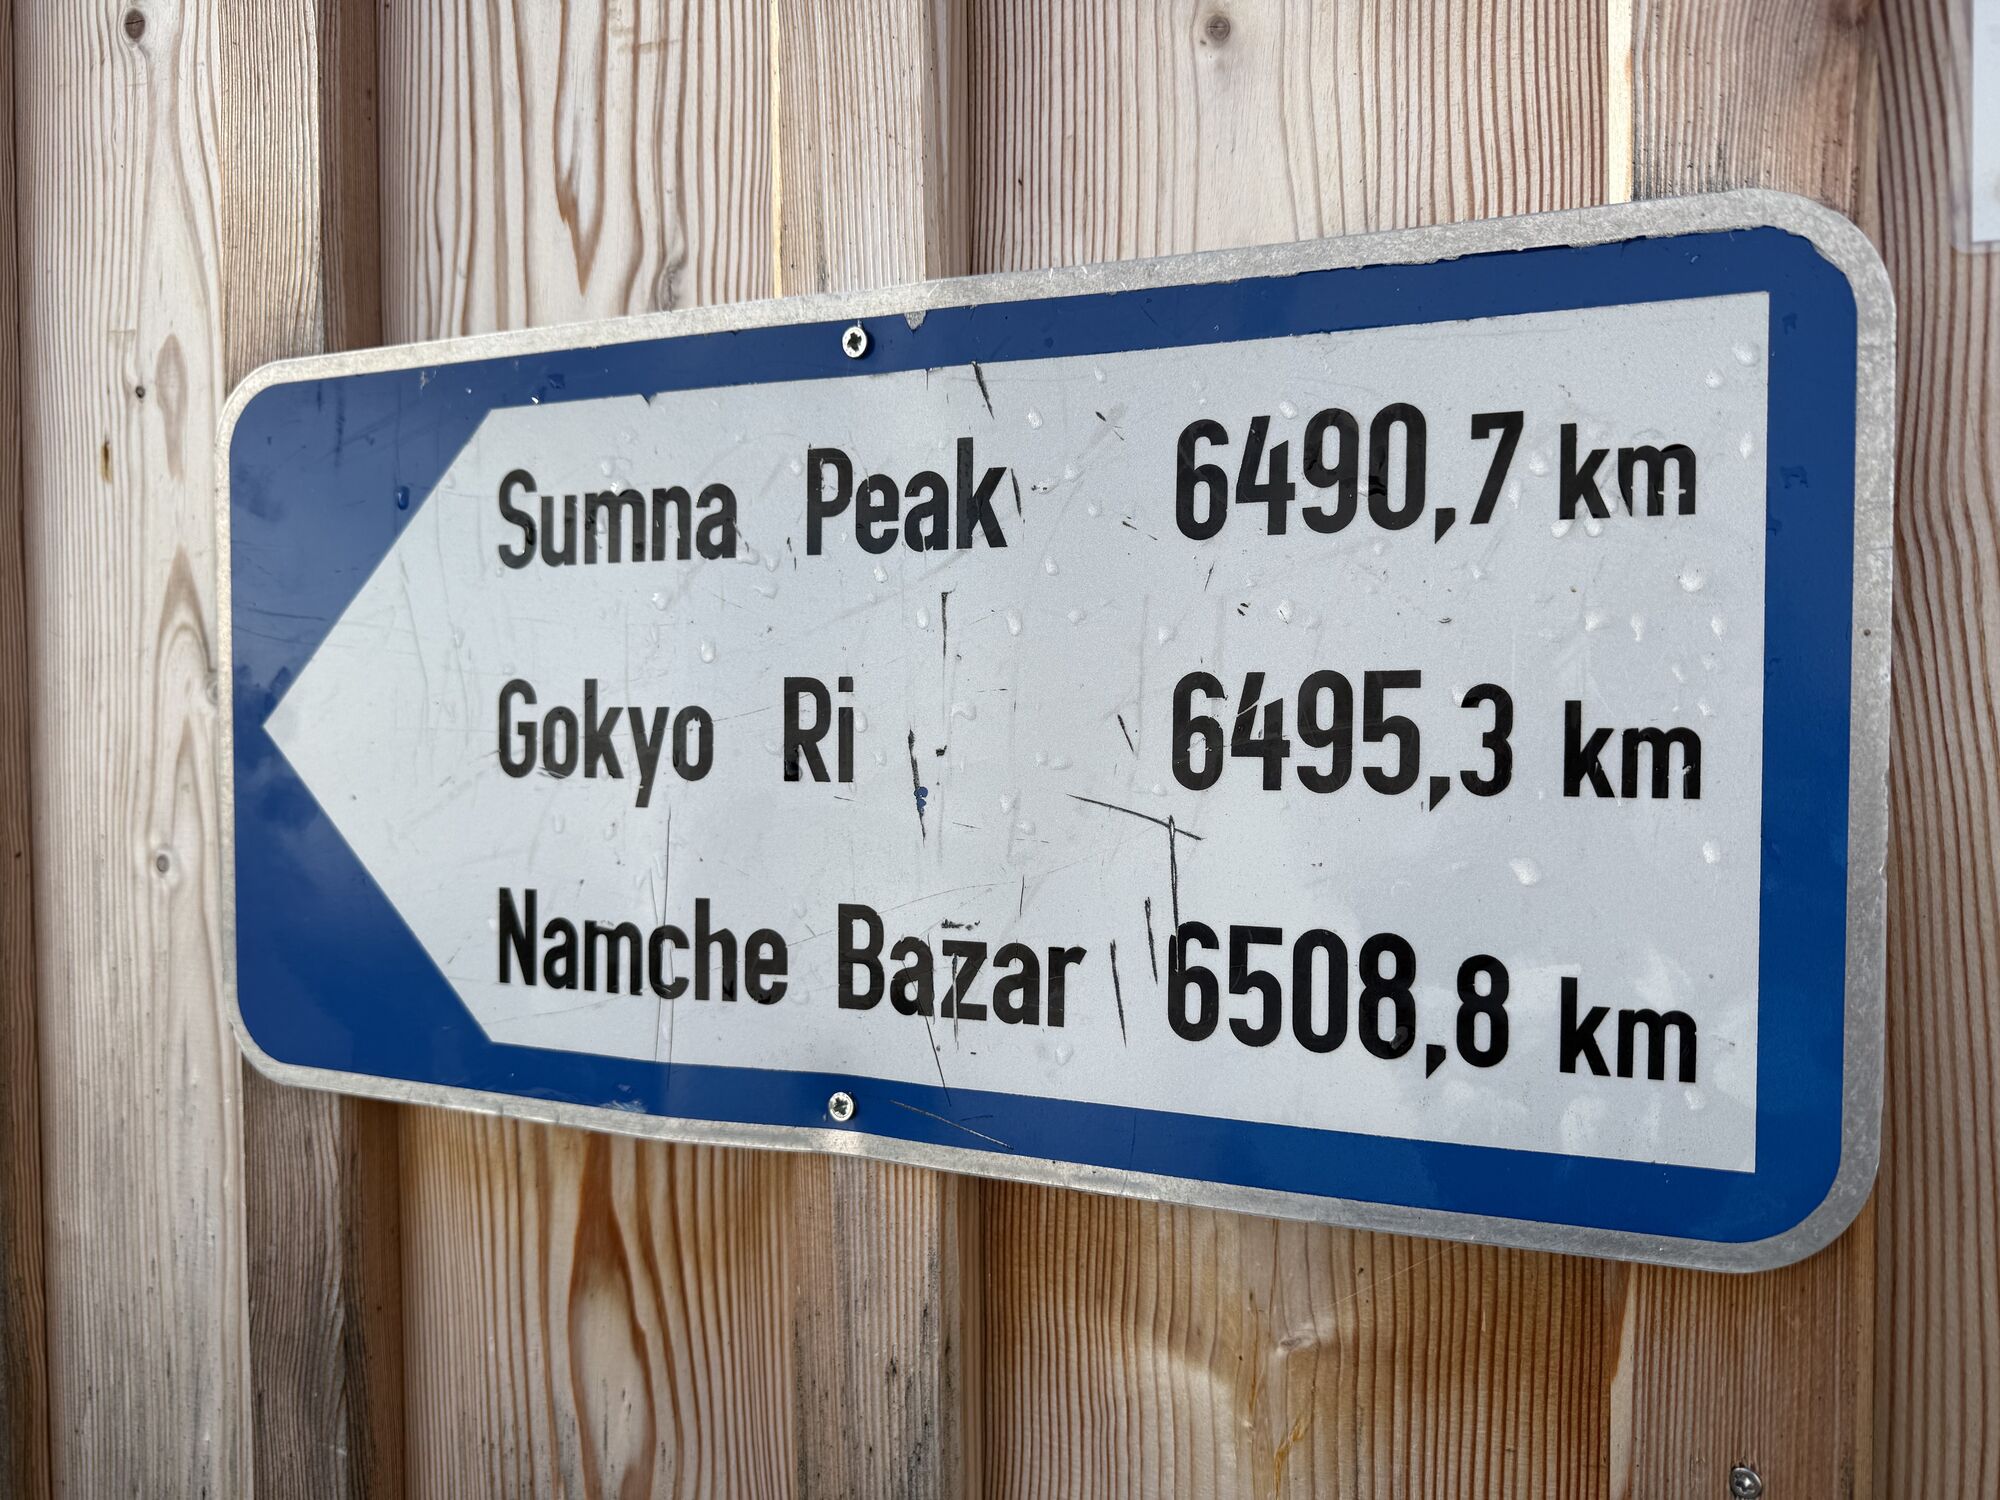 Sumna Peak 6490,7 km
Gokyo Ri 6495,3 km
Namche Bazar 6508,8 km